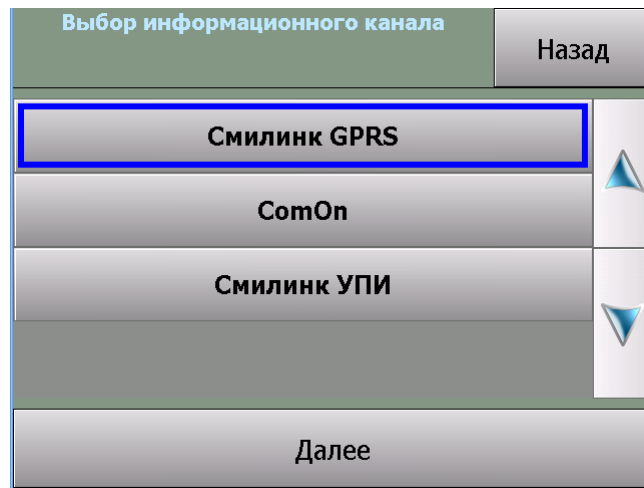 Выбор информационного канала
Назад
Смилинк GPRS
ComOn
Смилинк УПИ
Далее